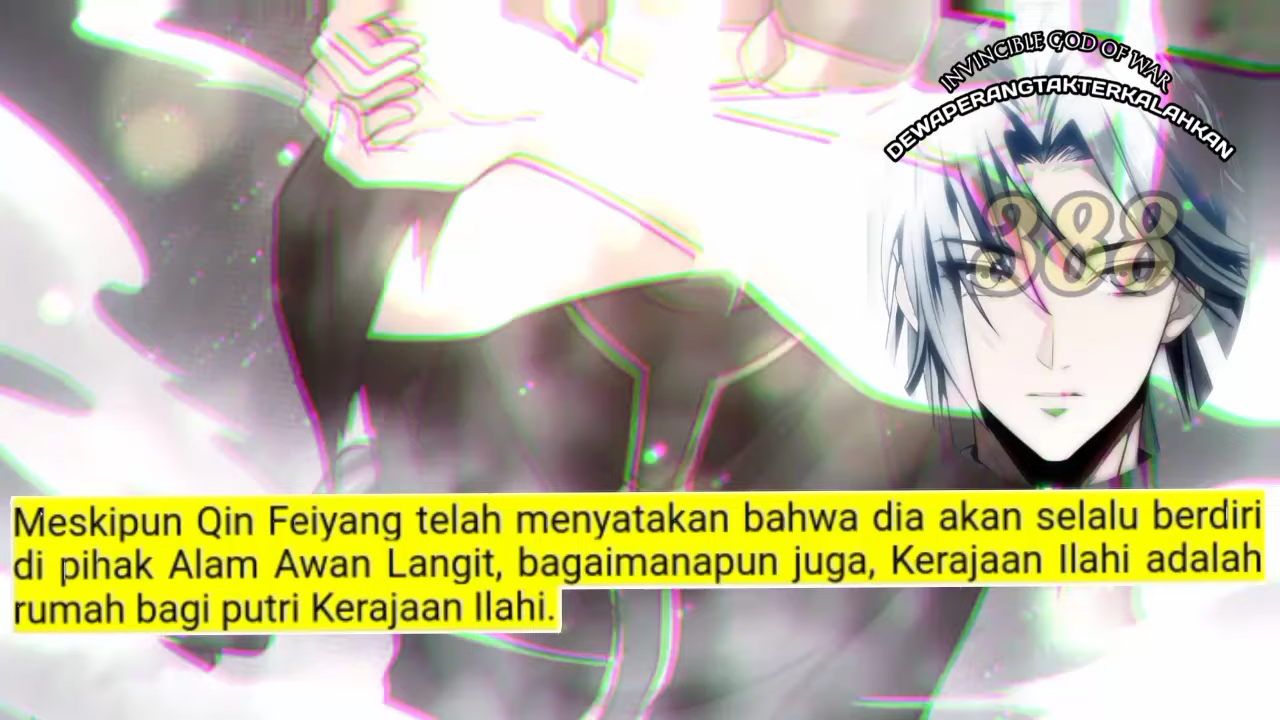 INVINCIBLE GOD OF WAR
DEWAPERANGTAKTERKALAHKAN
388
Meskipun Qin Feiyang telah menyatakan bahwa dia akan selalu berdiri
di pihak Alam Awan Langit, bagaimanapun juga, Kerajaan Ilahi adalah
rumah bagi putri Kerajaan Ilahi.